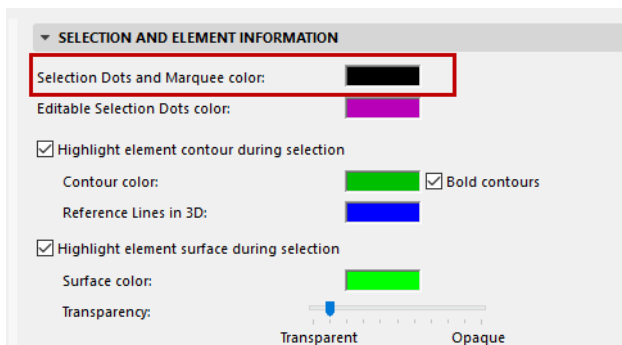 SELECTION AND ELEMENT INFORMATION
Selection Dots and Marquee color:
Editable Selection Dots color:
Highlight element contour during selection
Contour color: Bold contours
Reference Lines in 3D:
Highlight element surface during selection
Surface color:
Transparency:
Transparent Opaque